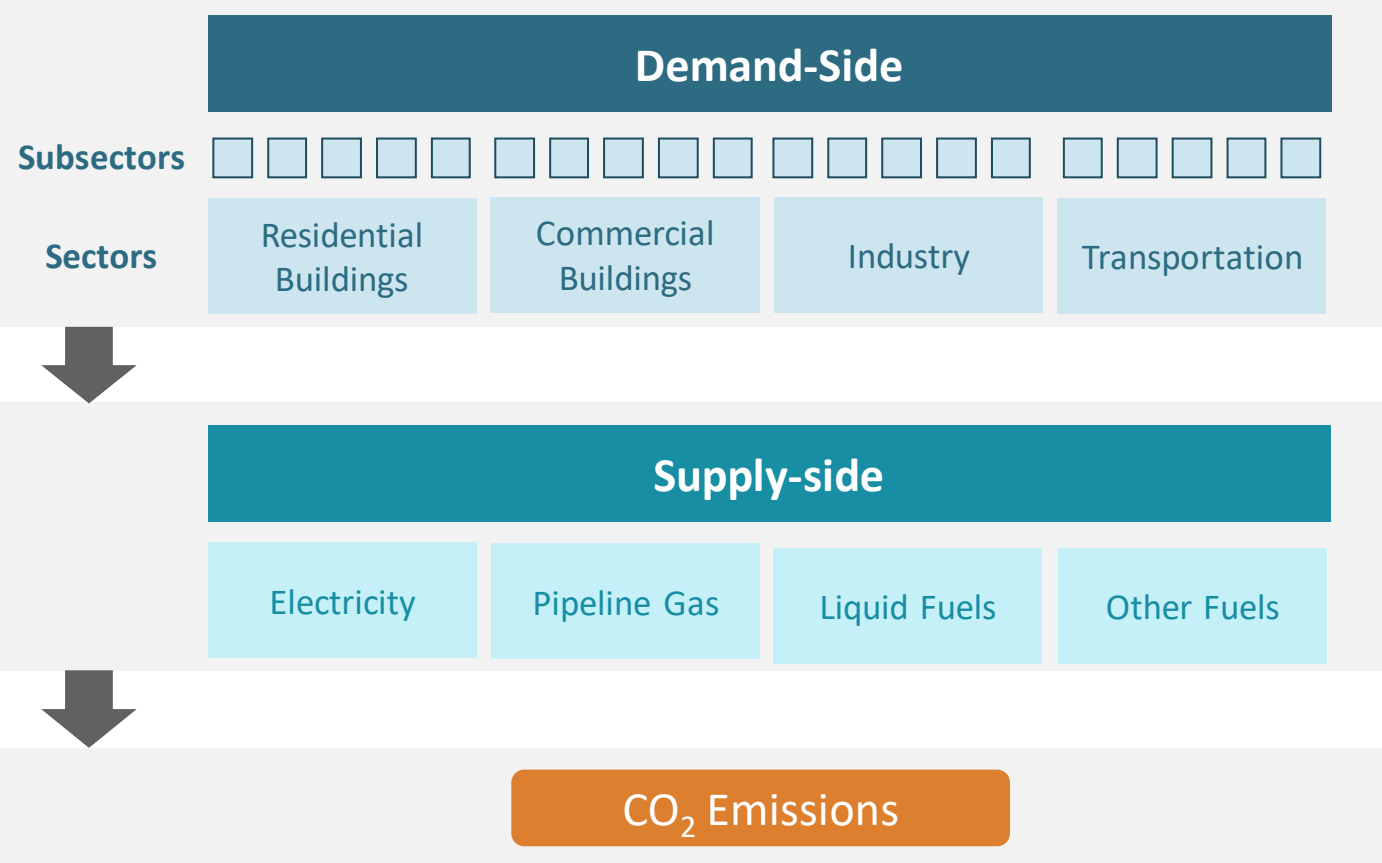 Demand-Side
Subsectors
Sectors
Residential
Buildings
Commercial
Buildings
Industry
Transportation
Supply-side
Electricity
Pipeline Gas
Liquid Fuels
Other Fuels
CO₂ Emissions